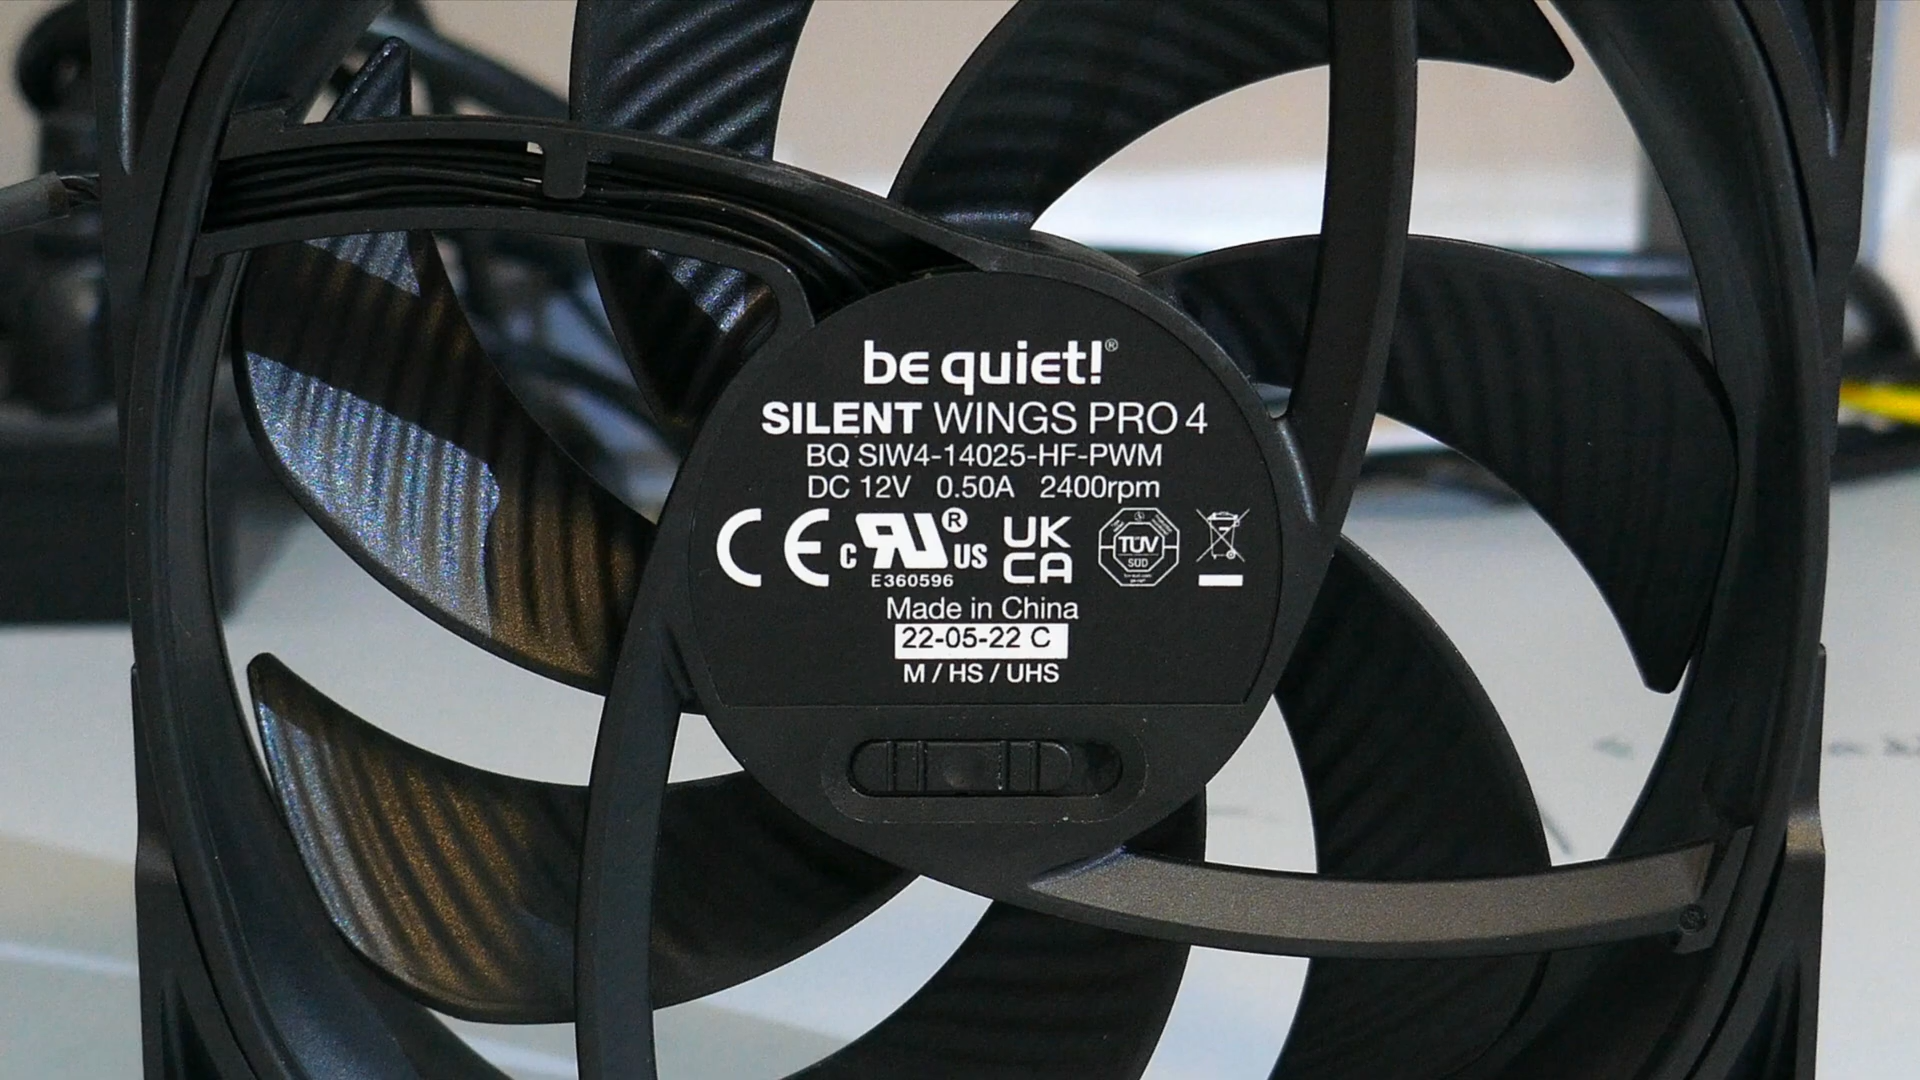 be quiet!®
SILENT WINGS PRO 4
BQ SIW4-14025-HF-PWM
DC 12V 0.50A 2400rpm
CE c RU® US UK CA TÜV SÜD
E360596
Made in China
22-05-22 C
M / HS / UHS